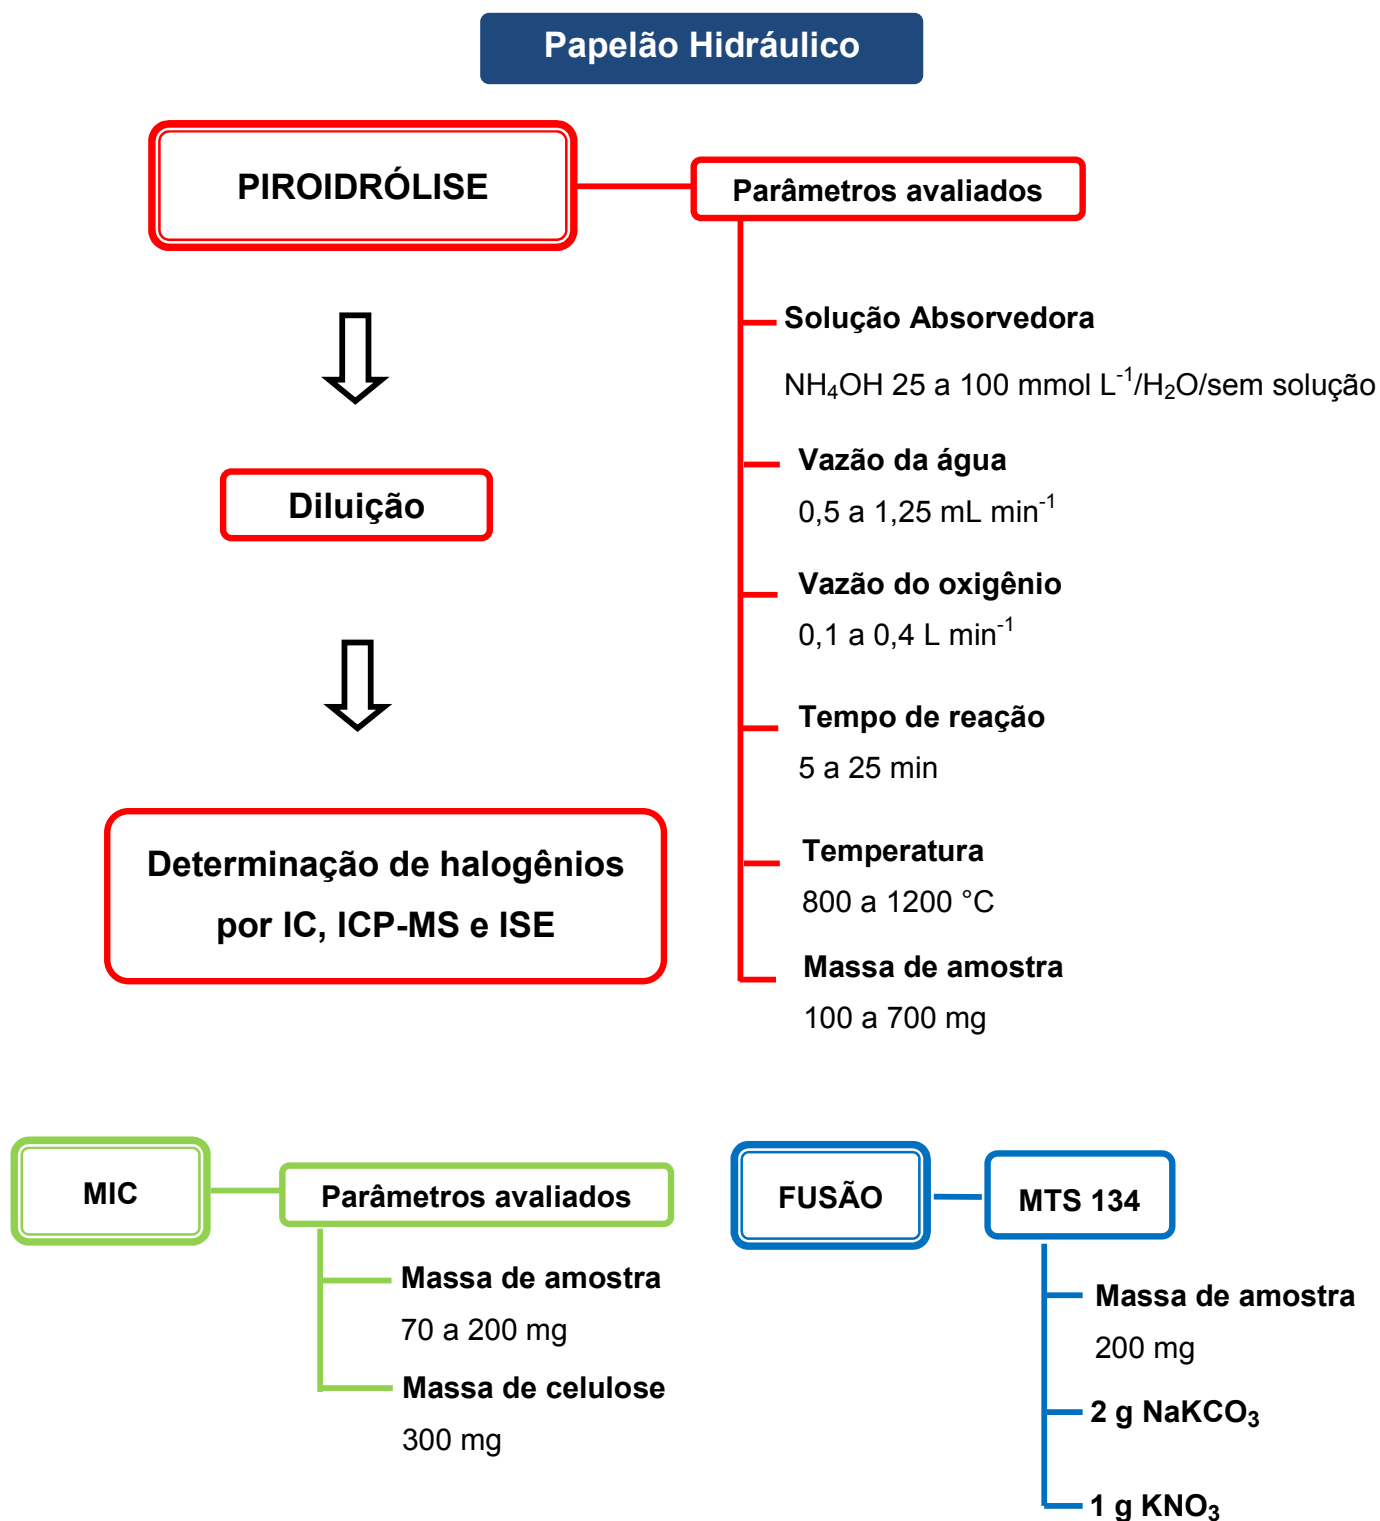 Papelão Hidráulico
PIROIDRÓLISE
Parâmetros avaliados
Solução Absorvedora
NH₄OH 25 a 100 mmol L⁻¹/H₂O/sem solução
Vazão da água
0,5 a 1,25 mL min⁻¹
Vazão do oxigênio
0,1 a 0,4 L min⁻¹
Tempo de reação
5 a 25 min
Temperatura
800 a 1200 °C
Massa de amostra
100 a 700 mg
Diluição
Determinação de halogênios
por IC, ICP-MS e ISE
MIC
Parâmetros avaliados
Massa de amostra
70 a 200 mg
Massa de celulose
300 mg
FUSÃO
MTS 134
Massa de amostra
200 mg
2 g NaKCO₃
1 g KNO₃